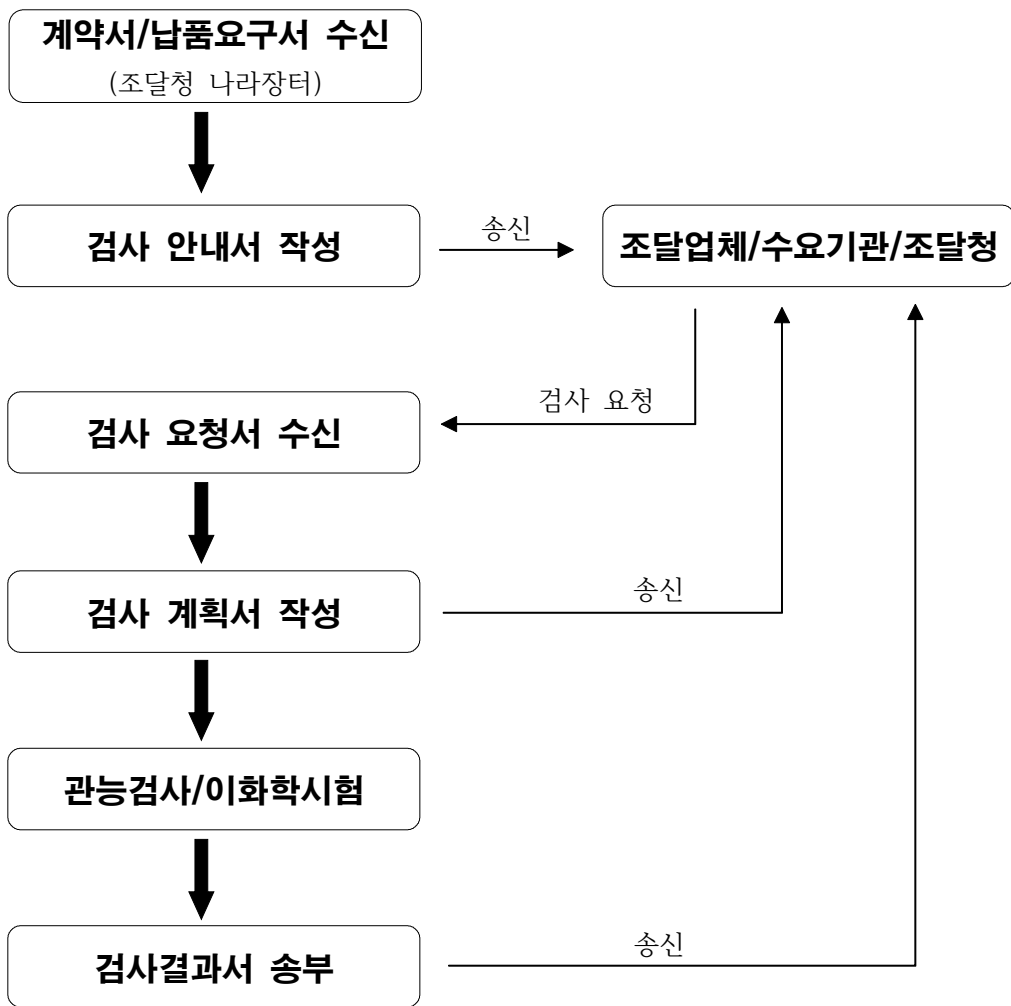 계약서/납품요구서 수신
(조달청 나라장터)
검사 안내서 작성
송신
조달업체/수요기관/조달청
검사 요청
검사 요청서 수신
검사 계획서 작성
송신
관능검사/이화학시험
검사결과서 송부
송신